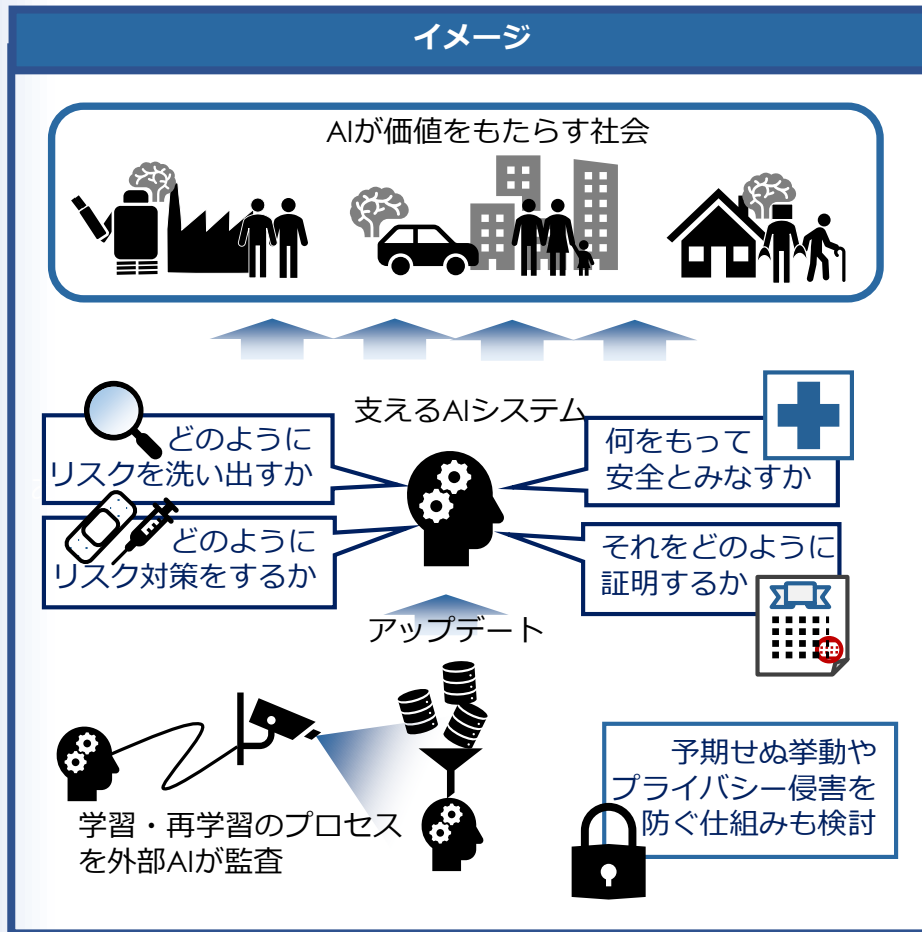 イメージ
AIが価値をもたらす社会
支えるAIシステム
どのように
リスクを洗い出すか
何をもって
安全とみなすか
どのように
リスク対策をするか
それをどのように
証明するか
アップデート
学習・再学習のプロセス
を外部AIが監査
予期せぬ挙動や
プライバシー侵害を
防ぐ仕組みも検討